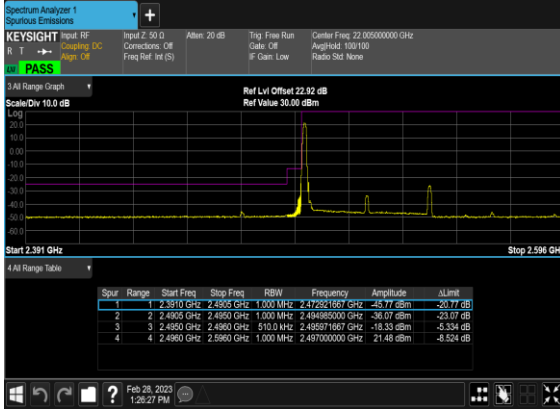 Spectrum Analyzer 1
Spurious Emissions
+
KEYSIGHT Input: RF Input Z: 50 Ω Atten: 20 dB Trig: Free Run Center Freq: 22.005000000 GHz
R T Coupling: DC Corrections: Off Gate: Off Avg|Hold: 100/100
Align: Off Freq Ref: Int (S) IF Gain: Low Radio Std: None
PASS
3 All Range Graph Ref Lvl Offset 22.92 dB
Scale/Div 10.0 dB Ref Value 30.00 dBm
Log
20.0
10.0
0.00
-10.0
-20.0
-30.0
-40.0
-50.0
-60.0
Start 2.391 GHz Stop 2.596 GH
4 All Range Table
Spur Range Start Freq Stop Freq RBW Frequency Amplitude ΔLimit
1 1 2.3910 GHz 2.4905 GHz 1.000 MHz 2.472921667 GHz -45.77 dBm -20.77 dB
2 2 2.4905 GHz 2.4950 GHz 1.000 MHz 2.494985000 GHz -36.07 dBm -23.07 dB
3 3 2.4950 GHz 2.4960 GHz 510.0 kHz 2.495971667 GHz -18.33 dBm -5.334 dB
4 4 2.4960 GHz 2.5960 GHz 1.000 MHz 2.497000000 GHz 21.48 dBm -8.524 dB
? Feb 28, 2023
1:26:27 PM